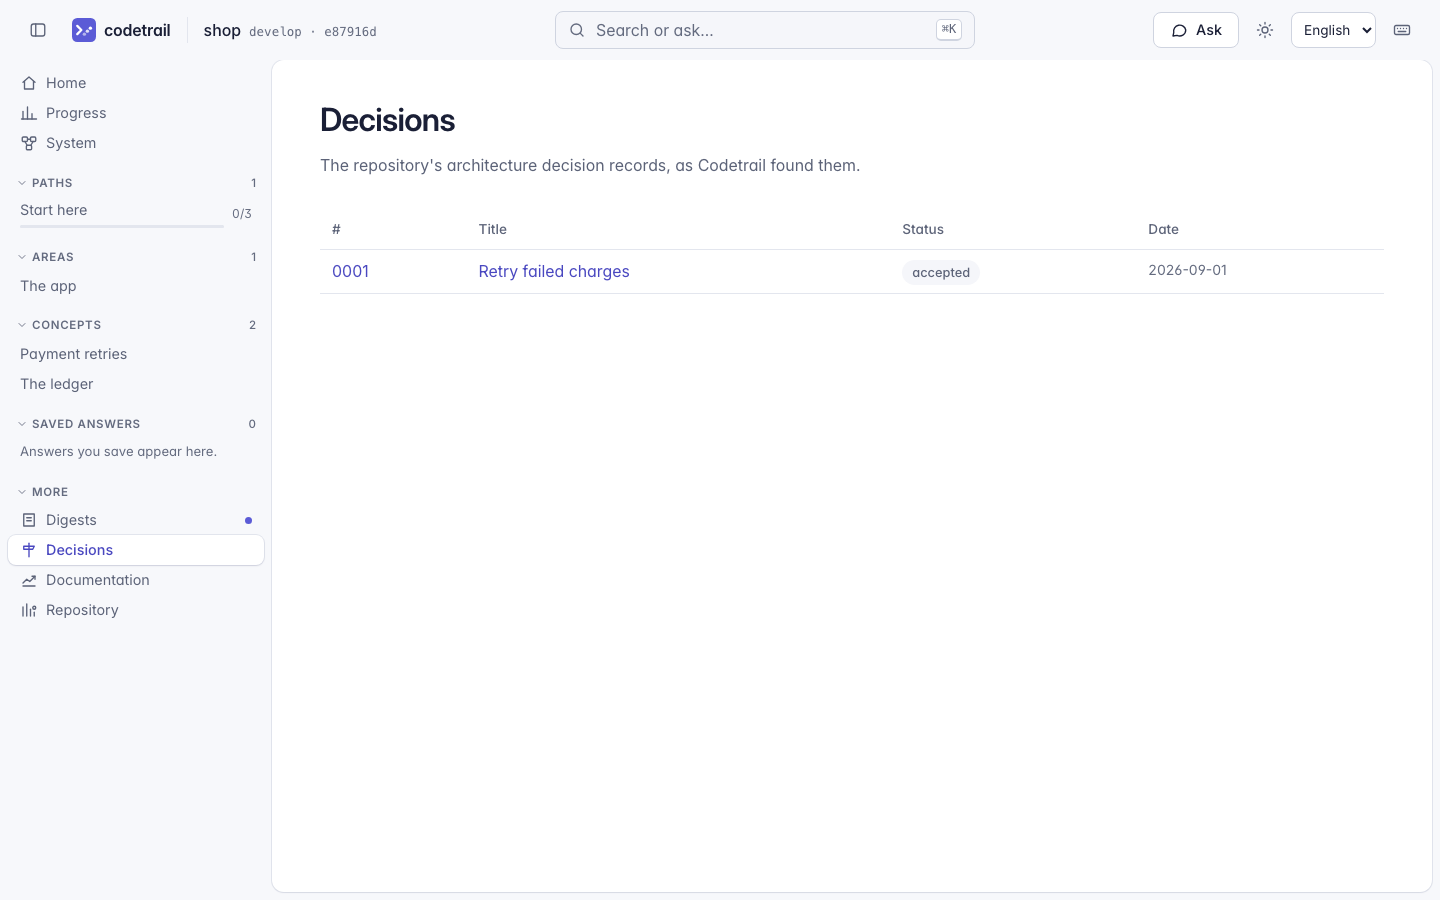 codetrail
shop develop · e87916d
Search or ask...
⌘K
Ask
English
Home
Progress
System
PATHS 1
Start here 0/3
AREAS 1
The app
CONCEPTS 2
Payment retries
The ledger
SAVED ANSWERS 0
Answers you save appear here.
MORE
Digests
Decisions
Documentation
Repository
Decisions
The repository's architecture decision records, as Codetrail found them.
# Title Status Date
0001 Retry failed charges accepted 2026-09-01